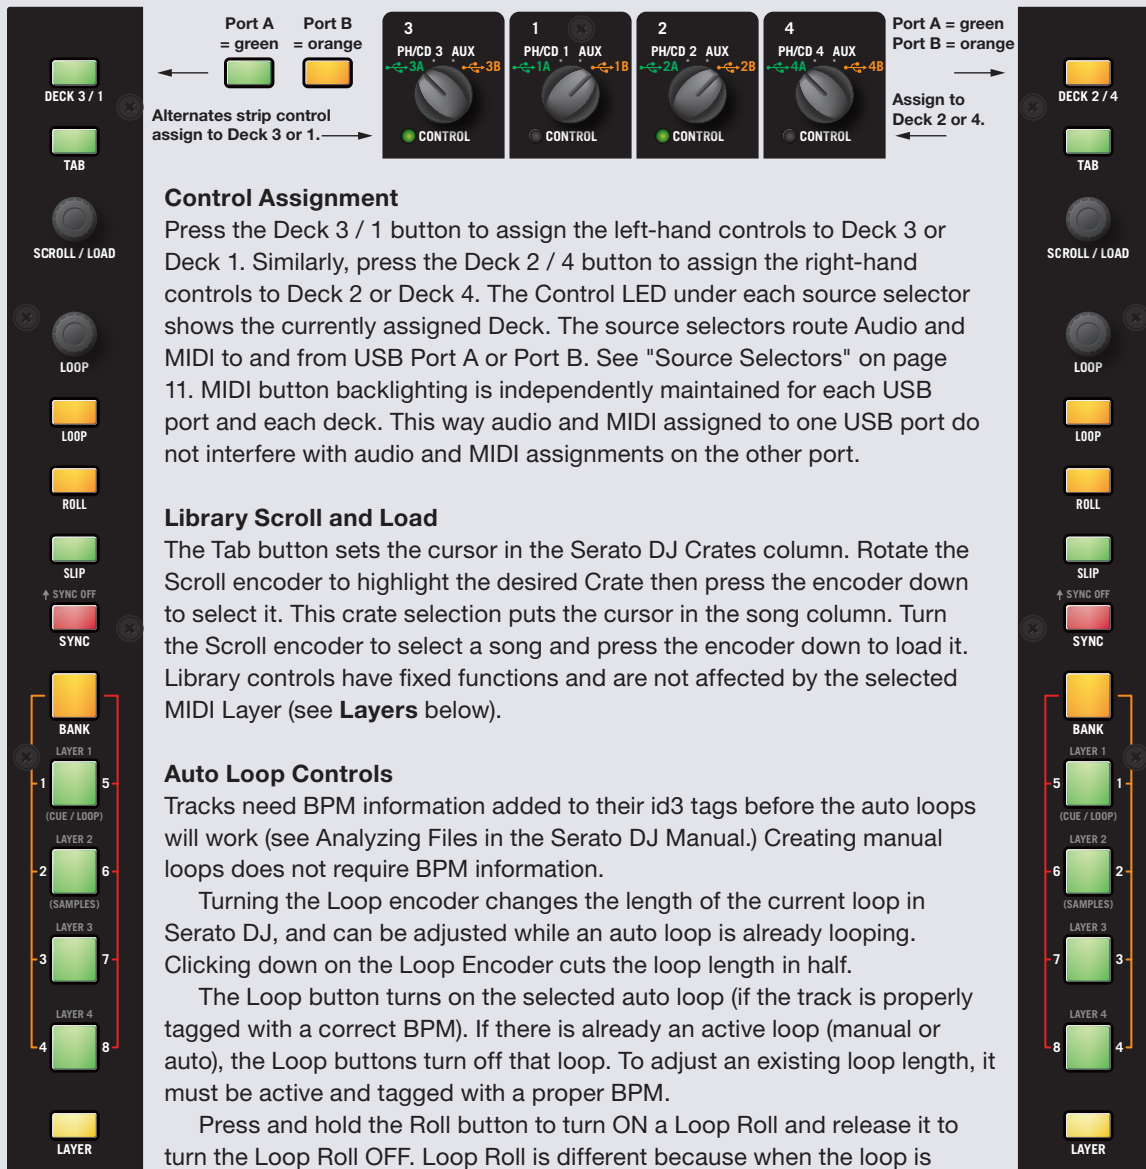 Port A
= green
Port B
= orange
Alternates strip control
assign to Deck 3 or 1.
3
PH/CD 3 AUX
3A 3B
CONTROL
1
PH/CD 1 AUX
1A 1B
CONTROL
2
PH/CD 2 AUX
2A 2B
CONTROL
4
PH/CD 4 AUX
4A 4B
CONTROL
Port A = green
Port B = orange
Assign to
Deck 2 or 4.
DECK 3 / 1
TAB
SCROLL / LOAD
LOOP
LOOP
ROLL
SLIP
SYNC OFF
SYNC
BANK
LAYER 1
1 5
(CUE / LOOP)
LAYER 2
2 6
(SAMPLES)
LAYER 3
3 7
LAYER 4
4 8
LAYER
Control Assignment
Press the Deck 3 / 1 button to assign the left-hand controls to Deck 3 or
Deck 1. Similarly, press the Deck 2 / 4 button to assign the right-hand
controls to Deck 2 or Deck 4. The Control LED under each source selector
shows the currently assigned Deck. The source selectors route Audio and
MIDI to and from USB Port A or Port B. See "Source Selectors" on page
11. MIDI button backlighting is independently maintained for each USB
port and each deck. This way audio and MIDI assigned to one USB port do
not interfere with audio and MIDI assignments on the other port.
Library Scroll and Load
The Tab button sets the cursor in the Serato DJ Crates column. Rotate the
Scroll encoder to highlight the desired Crate then press the encoder down
to select it. This crate selection puts the cursor in the song column. Turn
the Scroll encoder to select a song and press the encoder down to load it.
Library controls have fixed functions and are not affected by the selected
MIDI Layer (see Layers below).
Auto Loop Controls
Tracks need BPM information added to their id3 tags before the auto loops
will work (see Analyzing Files in the Serato DJ Manual.) Creating manual
loops does not require BPM information.
Turning the Loop encoder changes the length of the current loop in
Serato DJ, and can be adjusted while an auto loop is already looping.
Clicking down on the Loop Encoder cuts the loop length in half.
The Loop button turns on the selected auto loop (if the track is properly
tagged with a correct BPM). If there is already an active loop (manual or
auto), the Loop buttons turn off that loop. To adjust an existing loop length, it
must be active and tagged with a proper BPM.
Press and hold the Roll button to turn ON a Loop Roll and release it to
turn the Loop Roll OFF. Loop Roll is different because when the loop is
DECK 2 / 4
TAB
SCROLL / LOAD
LOOP
LOOP
ROLL
SLIP
SYNC OFF
SYNC
BANK
LAYER 1
5 1
(CUE / LOOP)
LAYER 2
6 2
(SAMPLES)
LAYER 3
7 3
LAYER 4
8 4
LAYER